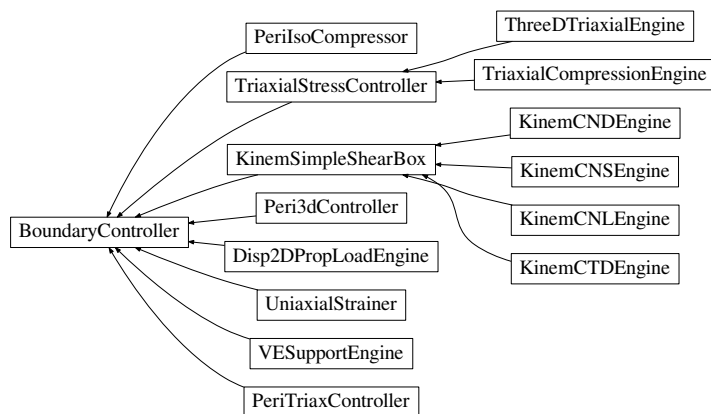 ThreeDTriaxialEngine
PeriIsoCompressor
TriaxialCompressionEngine
TriaxialStressController
KinemCNDEngine
KinemSimpleShearBox
KinemCNSEngine
Peri3dController
KinemCNLEngine
BoundaryController
Disp2DPropLoadEngine
KinemCTDEngine
UniaxialStrainer
VESupportEngine
PeriTriaxController